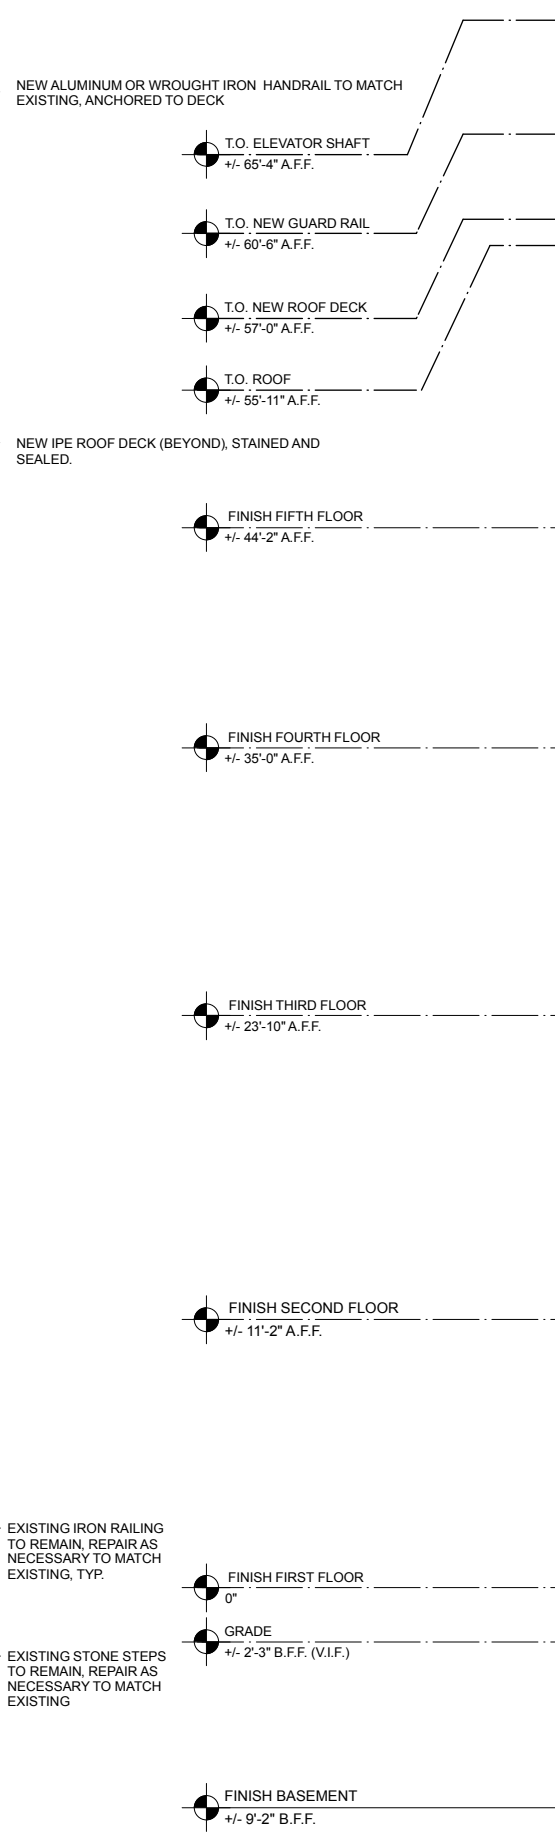 NEW ALUMINUM OR WROUGHT IRON HANDRAIL TO MATCH
EXISTING, ANCHORED TO DECK
T.O. ELEVATOR SHAFT
+/- 65'-4" A.F.F.
T.O. NEW GUARD RAIL
+/- 60'-6" A.F.F.
T.O. NEW ROOF DECK
+/- 57'-0" A.F.F.
T.O. ROOF
+/- 55'-11" A.F.F.
NEW IPE ROOF DECK (BEYOND), STAINED AND
SEALED.
FINISH FIFTH FLOOR
+/- 44'-2" A.F.F.
FINISH FOURTH FLOOR
+/- 35'-0" A.F.F.
FINISH THIRD FLOOR
+/- 23'-10" A.F.F.
FINISH SECOND FLOOR
+/- 11'-2" A.F.F.
EXISTING IRON RAILING
TO REMAIN, REPAIR AS
NECESSARY TO MATCH
EXISTING, TYP.
FINISH FIRST FLOOR
0"
GRADE
+/- 2'-3" B.F.F. (V.I.F.)
EXISTING STONE STEPS
TO REMAIN, REPAIR AS
NECESSARY TO MATCH
EXISTING
FINISH BASEMENT
+/- 9'-2" B.F.F.